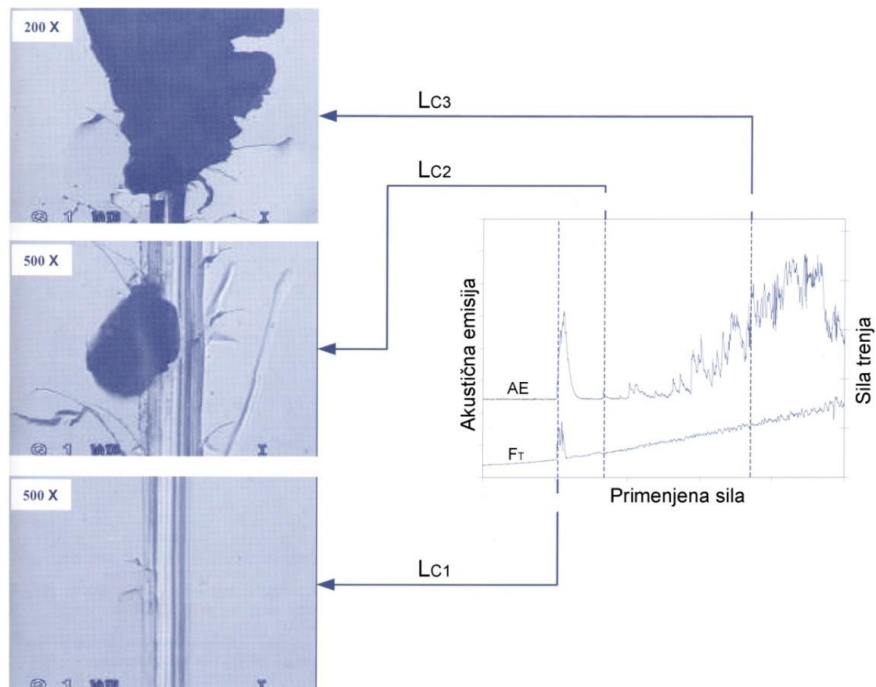 200 X
LC3
LC2
500 X
Akustična emisija
AE
FT
Sila trenja
Primenjena sila
500 X
LC1